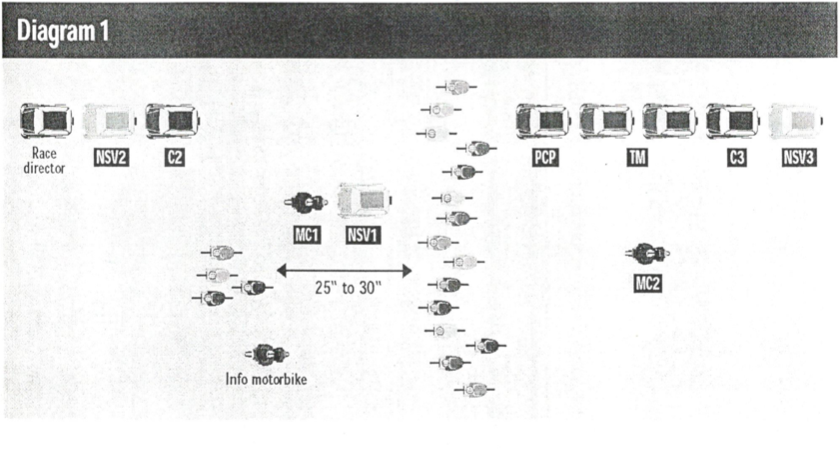 Diagram 1
Race
director
NSV2
C2
PCP
TM
C3
NSV3
MC1
NSV1
25" to 30"
MC2
Info motorbike